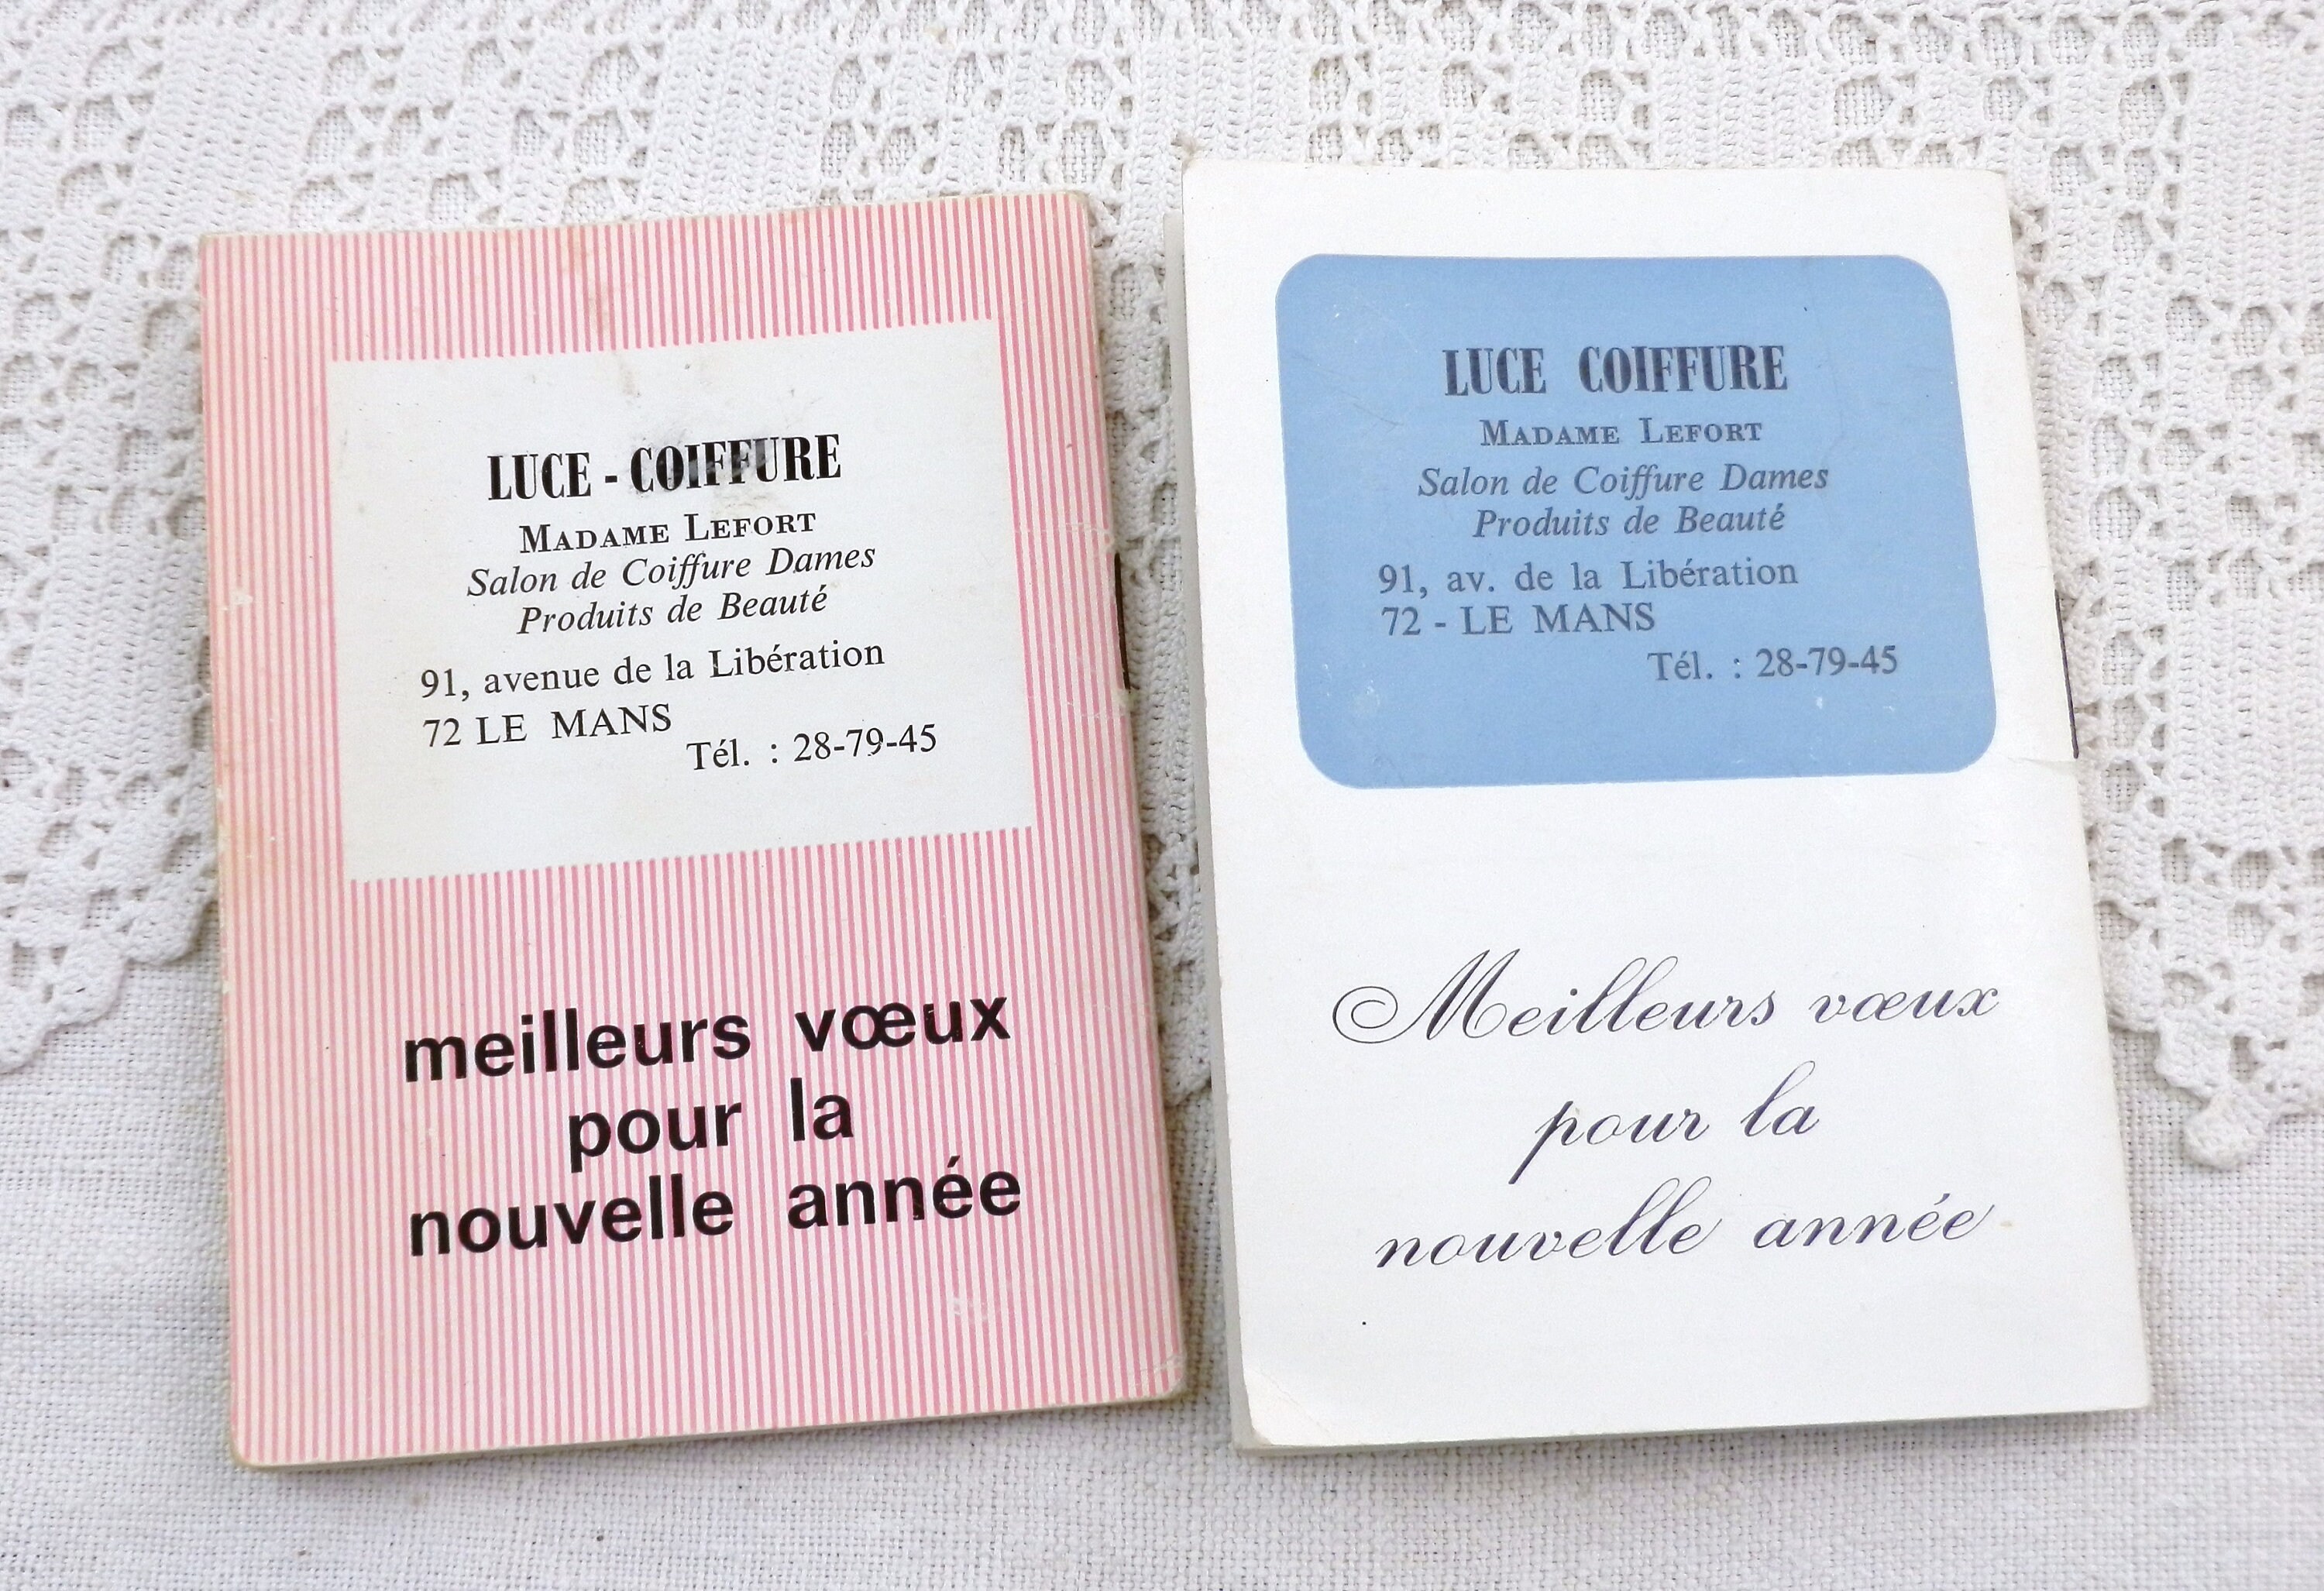 LUCE - COIFFURE
MADAME LEFORT
Salon de Coiffure Dames
Produits de Beauté
91, avenue de la Libération
72 LE MANS
Tél. : 28-79-45
meilleurs vœux
pour la
nouvelle année
LUCE COIFFURE
MADAME LEFORT
Salon de Coiffure Dames
Produits de Beauté
91, av. de la Libération
72 - LE MANS
Tél. : 28-79-45
Meilleurs vœux
pour la
nouvelle année